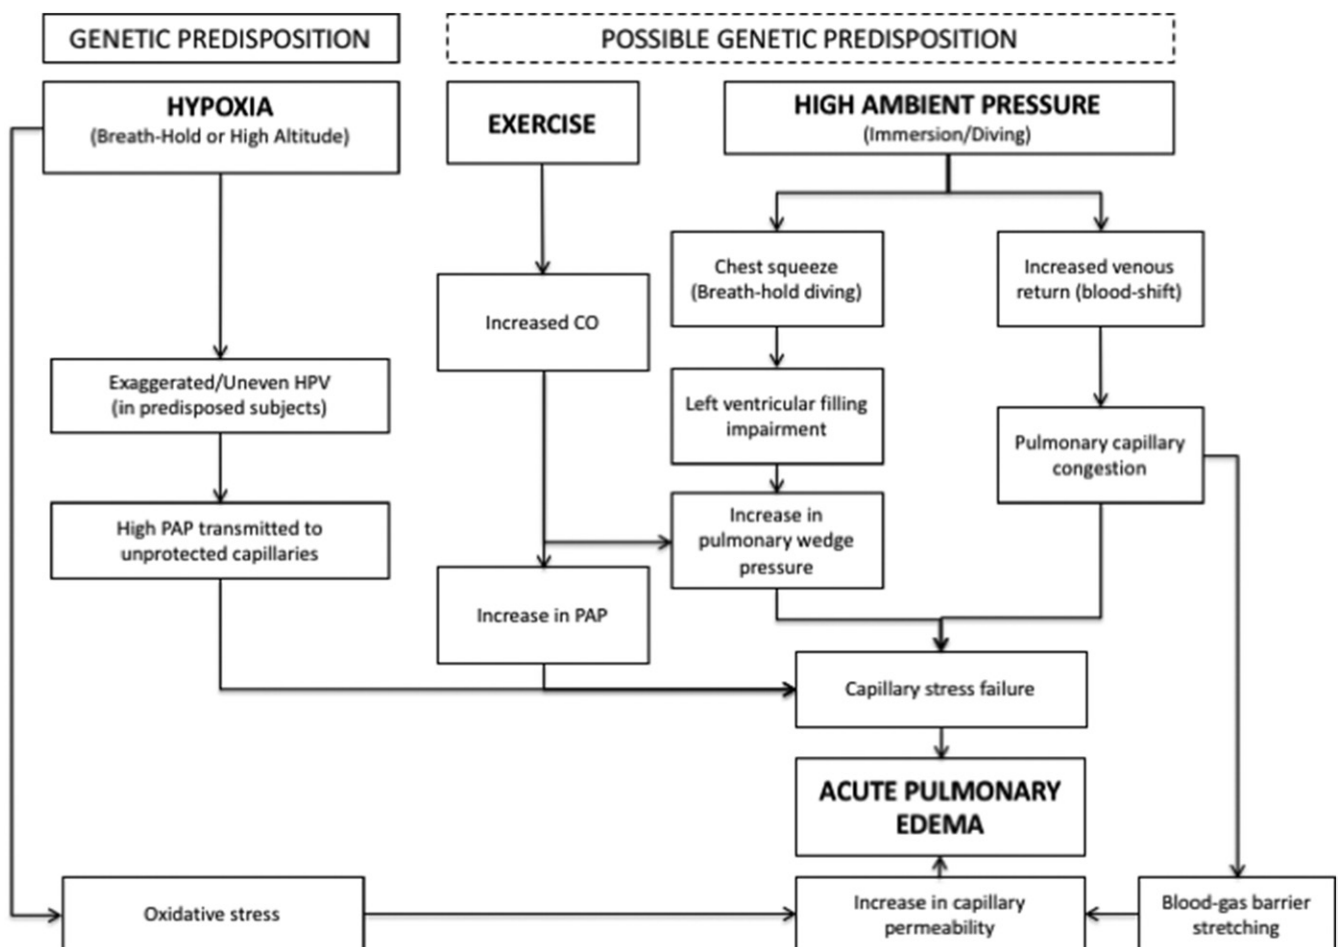 GENETIC PREDISPOSITION
POSSIBLE GENETIC PREDISPOSITION
HYPOXIA
(Breath-Hold or High Altitude)
EXERCISE
HIGH AMBIENT PRESSURE
(Immersion/Diving)
Chest squeeze
(Breath-hold diving)
Increased venous
return (blood-shift)
Increased CO
Exaggerated/Uneven HPV
(in predisposed subjects)
Left ventricular filling
impairment
Pulmonary capillary
congestion
High PAP transmitted to
unprotected capillaries
Increase in
pulmonary wedge
pressure
Increase in PAP
Capillary stress failure
ACUTE PULMONARY
EDEMA
Oxidative stress
Increase in capillary
permeability
Blood-gas barrier
stretching